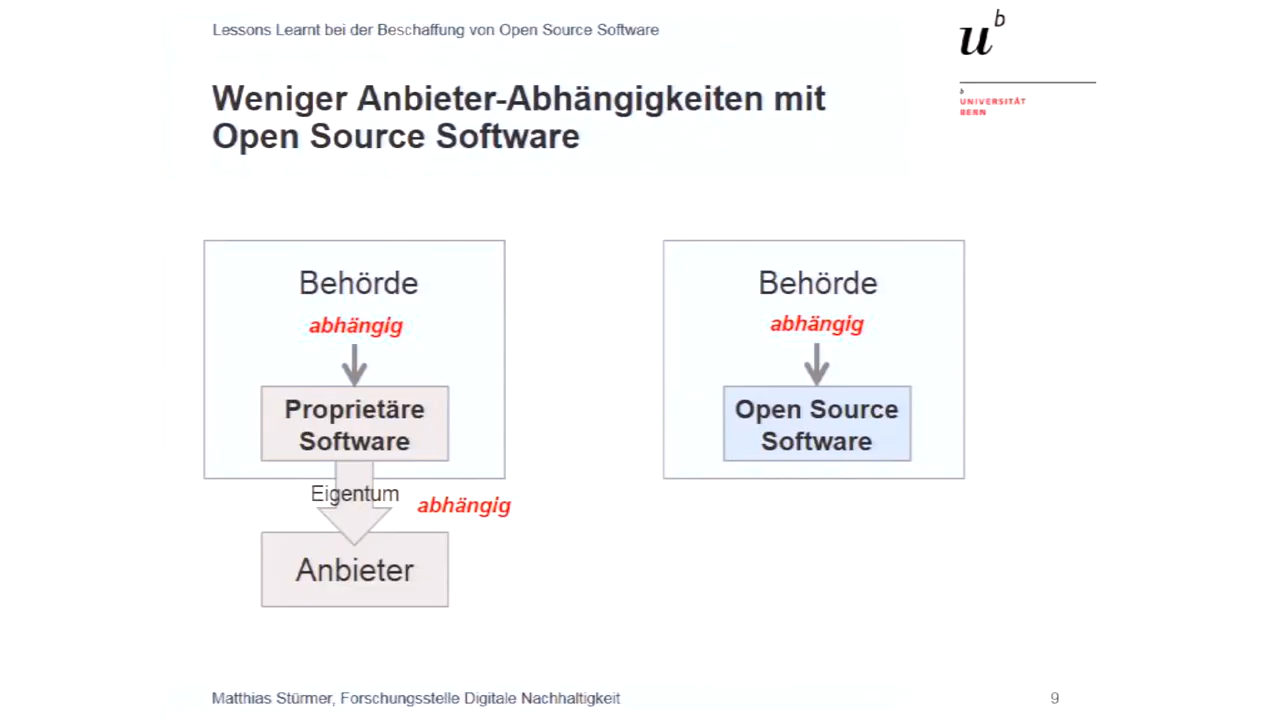 Lessons Learnt bei der Beschaffung von Open Source Software
u b
b
UNIVERSITÄT
BERN
Weniger Anbieter-Abhängigkeiten mit
Open Source Software
Behörde
abhängig
Proprietäre
Software
Eigentum
abhängig
Anbieter
Behörde
abhängig
Open Source
Software
Matthias Stürmer, Forschungsstelle Digitale Nachhaltigkeit
9